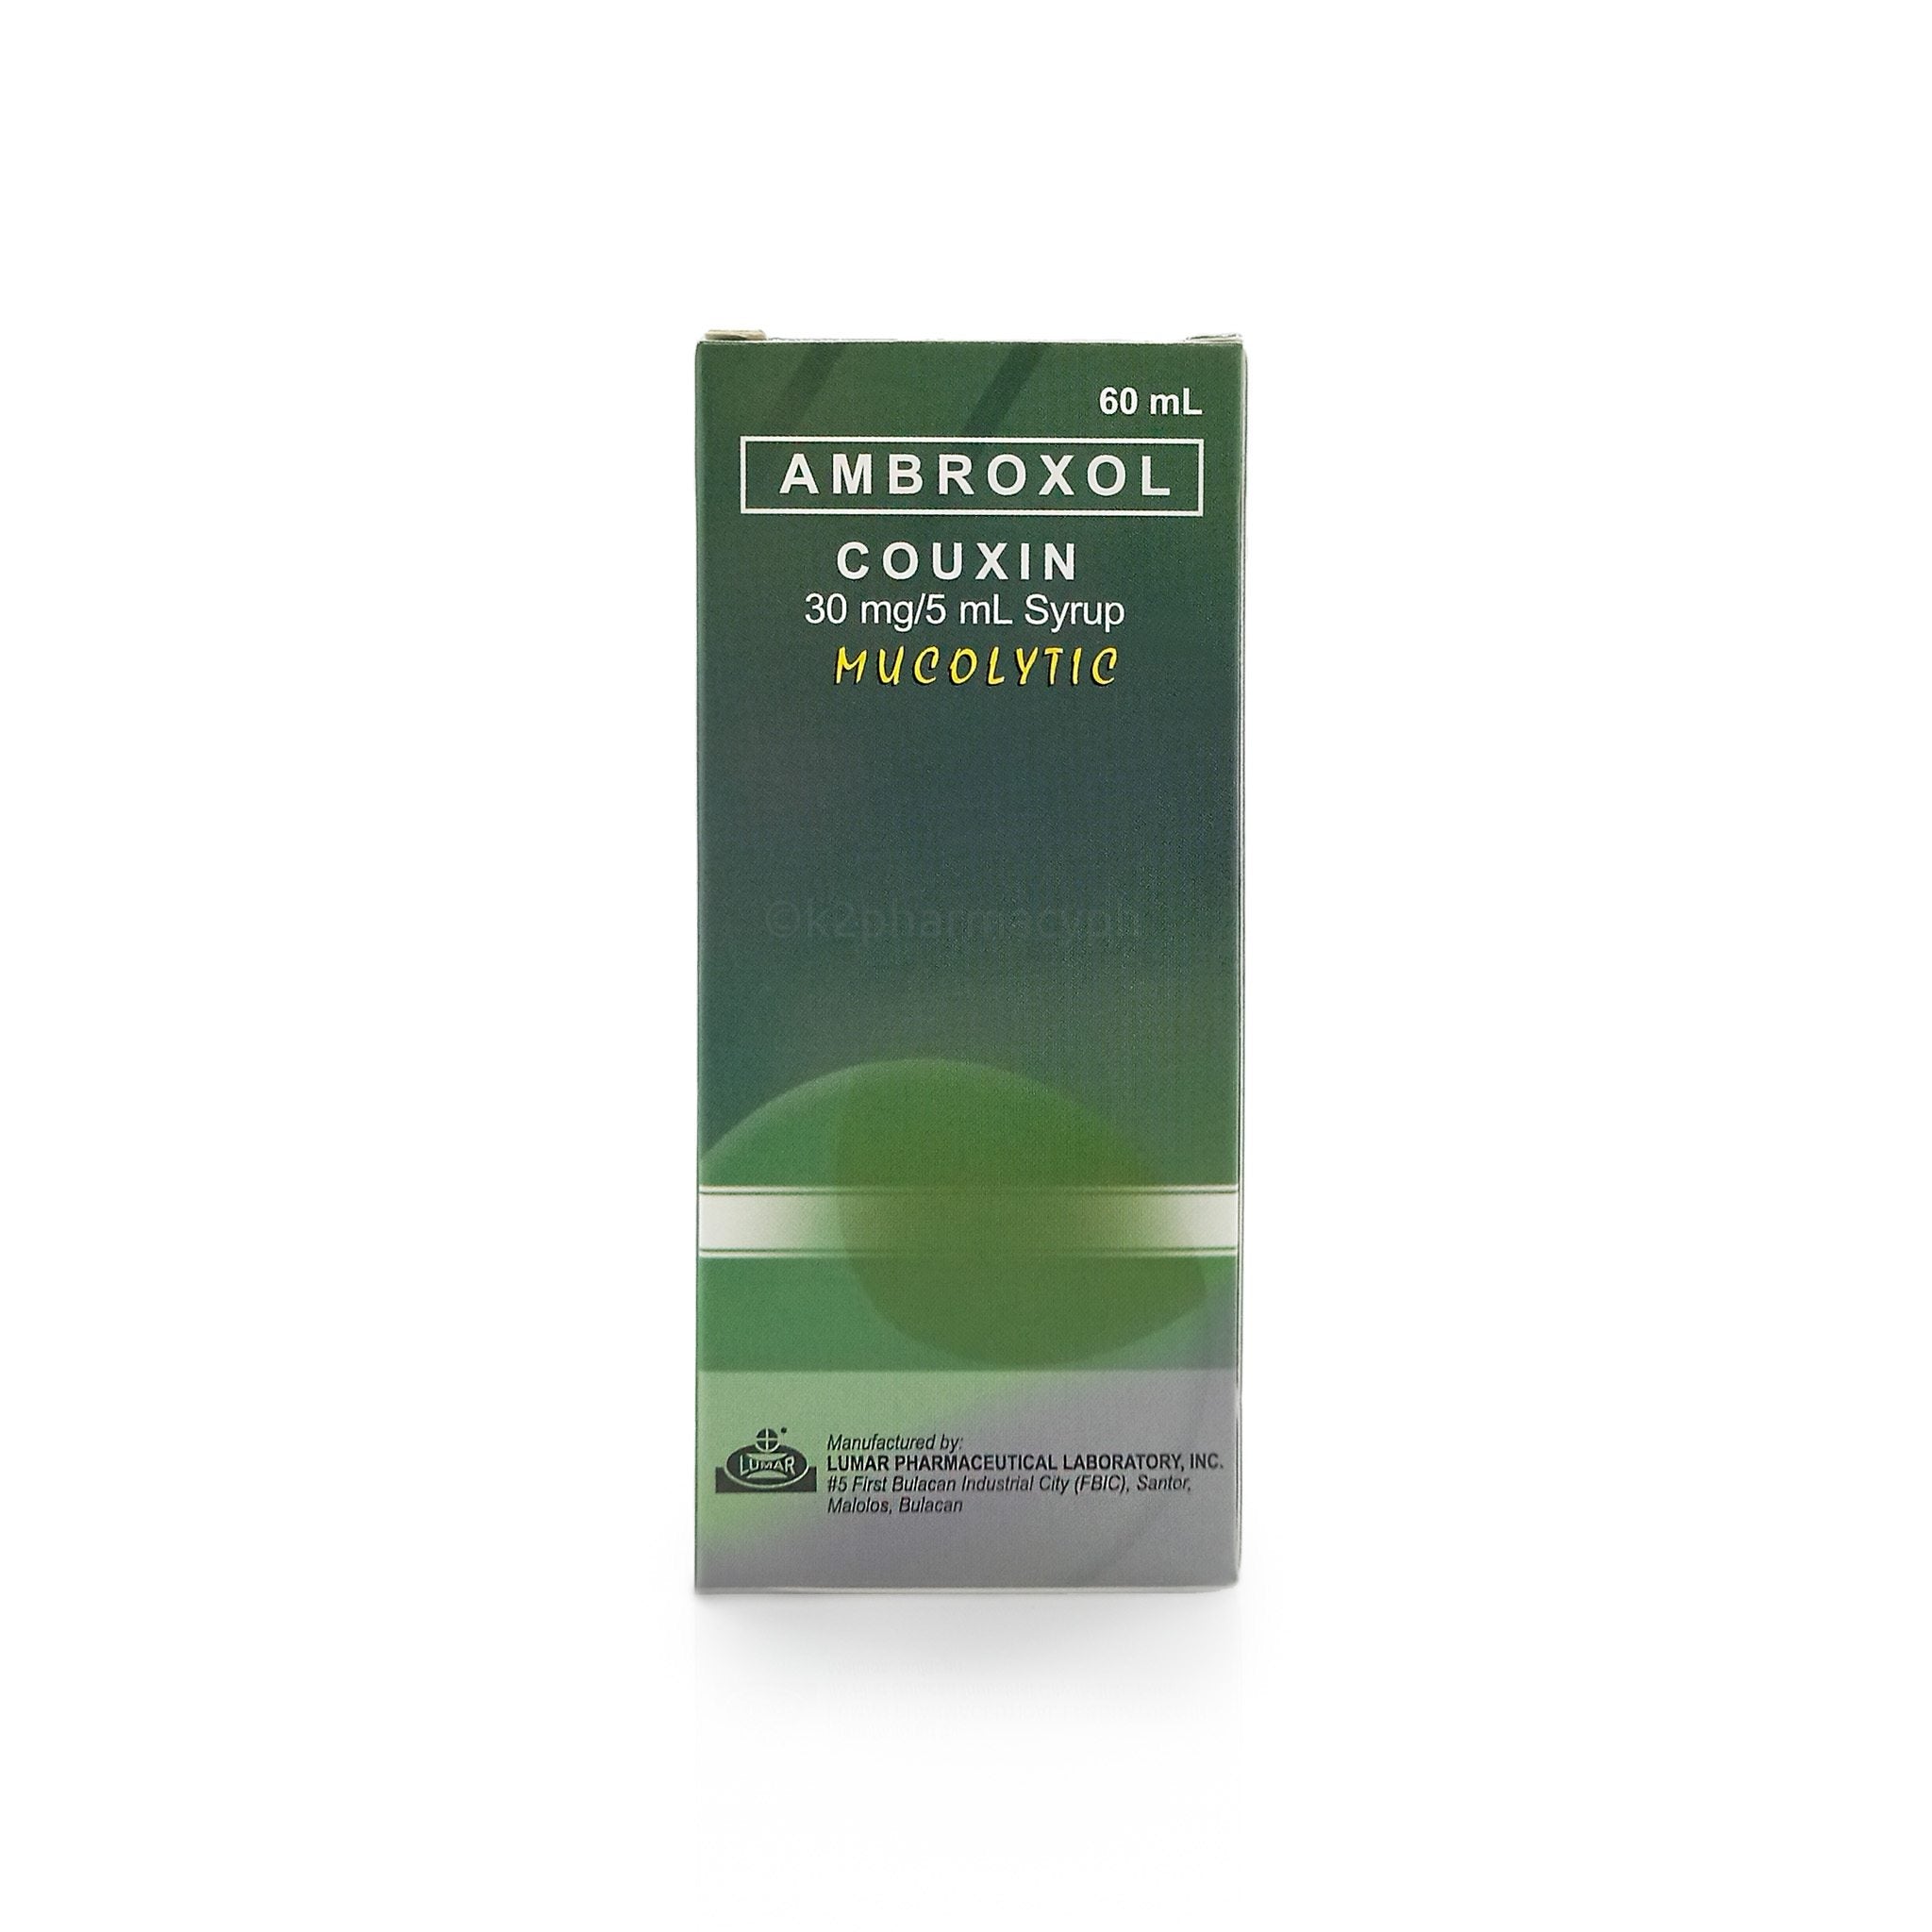 60 mL
AMBROXOL
COUXIN
30 mg/5 mL Syrup
MUCOLYTIC
©k2pharmacyph
Manufactured by:
LUMAR
LUMAR PHARMACEUTICAL LABORATORY, INC.
#5 First Bulacan Industrial City (FBIC), Santor,
Malolos, Bulacan